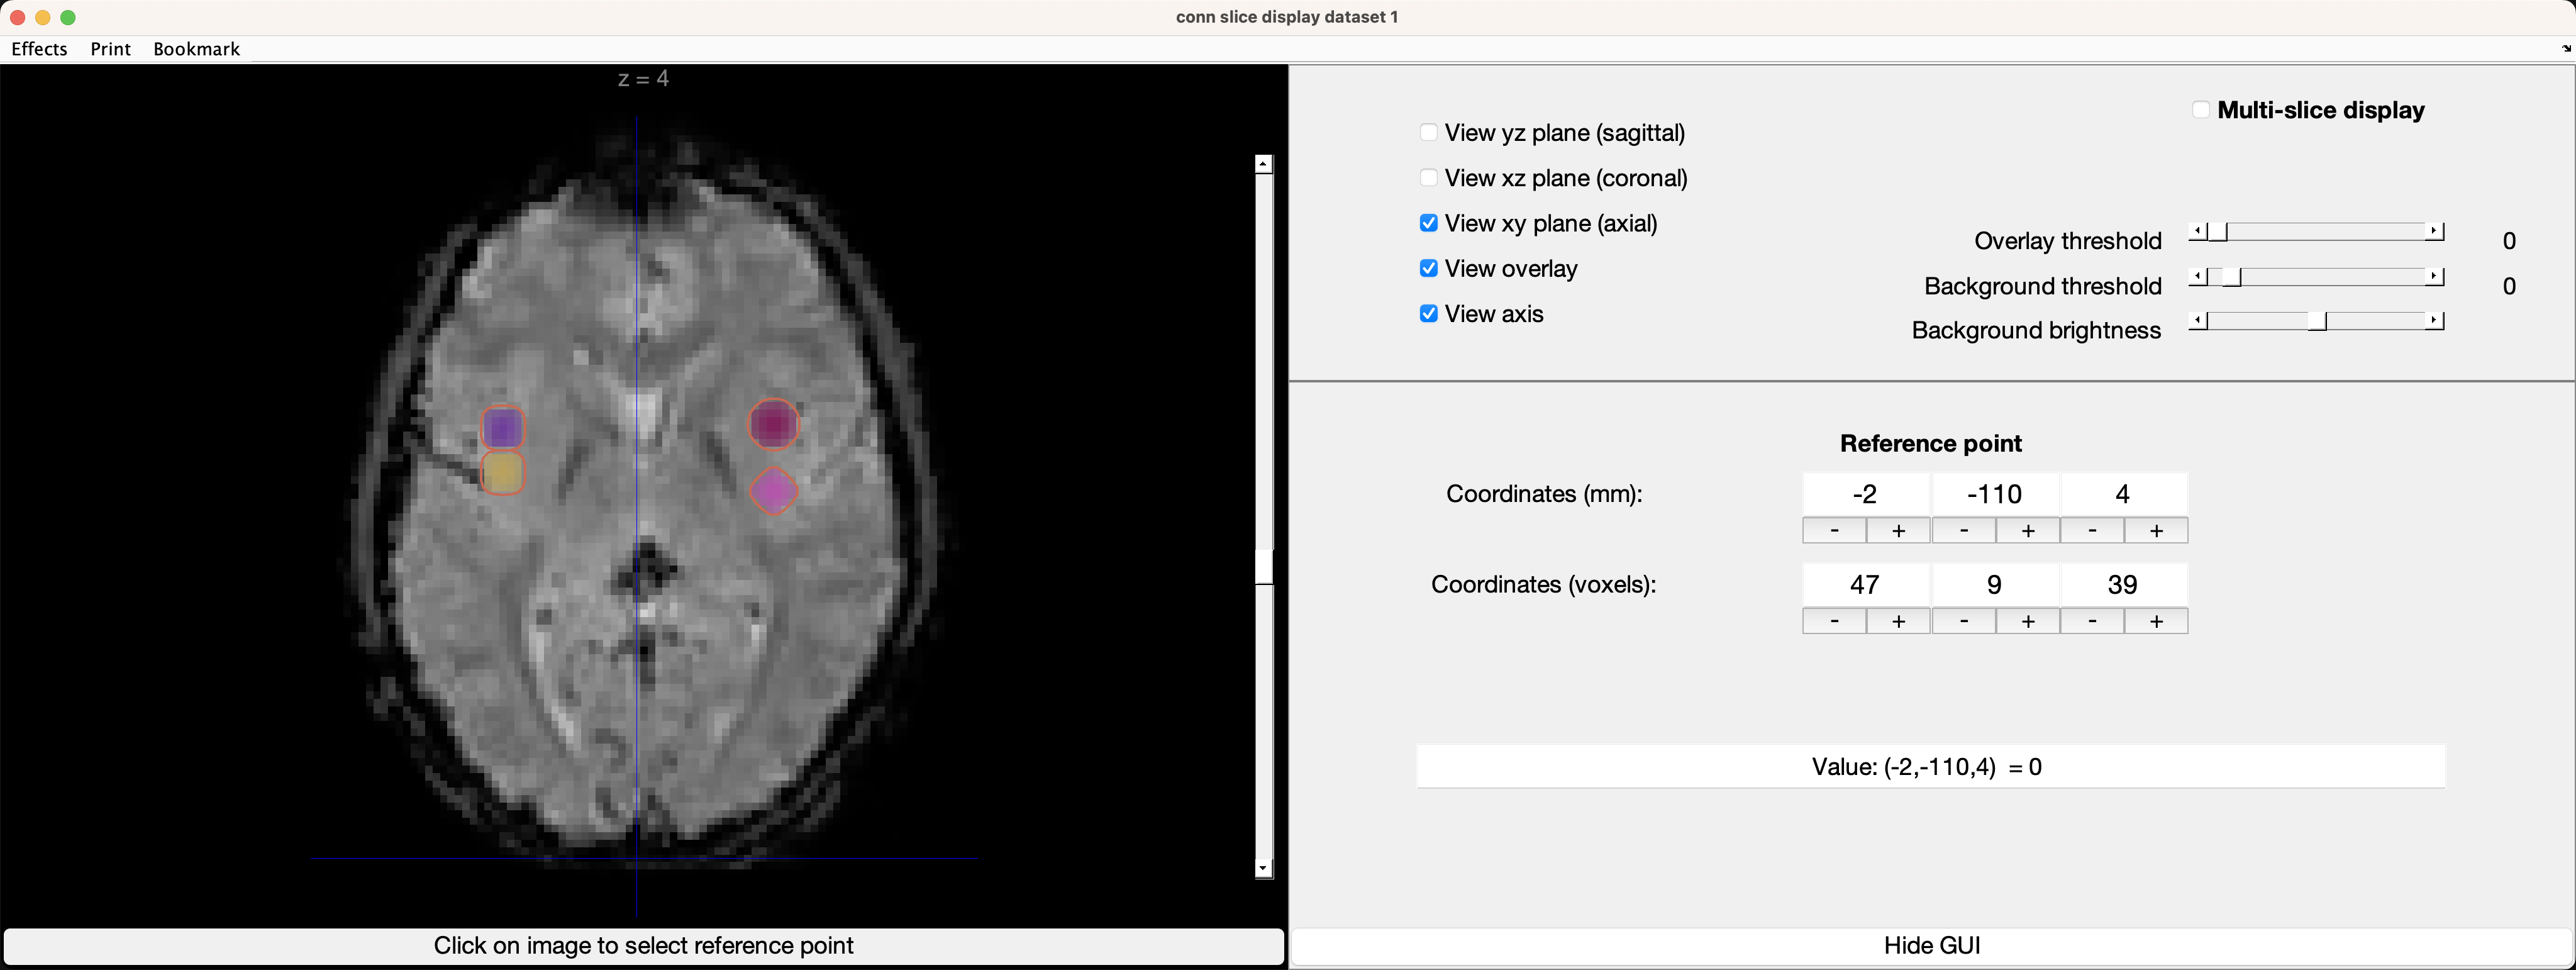 conn slice display dataset 1
Effects Print Bookmark
z = 4
Multi-slice display
View yz plane (sagittal)
View xz plane (coronal)
View xy plane (axial)
View overlay
View axis
Overlay threshold 0
Background threshold 0
Background brightness
Reference point
Coordinates (mm): -2 -110 4
- + - + - +
Coordinates (voxels): 47 9 39
- + - + - +
Value: (-2,-110,4) = 0
Click on image to select reference point
Hide GUI